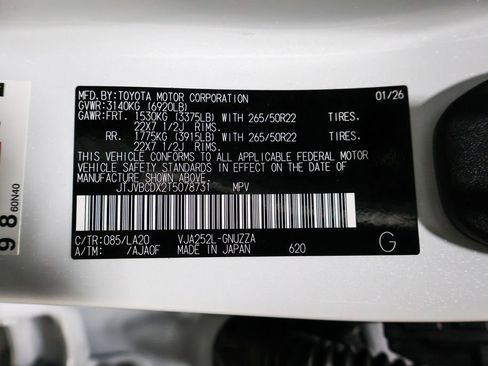 MFD.BY:TOYOTA MOTOR CORPORATION 01/26
GVWR:3140KG (6920LB)
GAWR:FRT. 1530KG (3375LB) WITH 265/50R22 TIRES.
22X7 1/2J RIMS.
RR. 1775KG (3915LB) WITH 265/50R22 TIRES.
22X7 1/2J RIMS.
THIS VEHICLE CONFORMS TO ALL APPLICABLE FEDERAL MOTOR
VEHICLE SAFETY STANDARDS IN EFFECT ON THE DATE OF
MANUFACTURE SHOWN ABOVE.
JTJVBCDX2T5078731 MPV
C/TR:085/LA20 VJA252L-GNUZZA
A/TM: /AJA0F MADE IN JAPAN 620
G
98
60N40